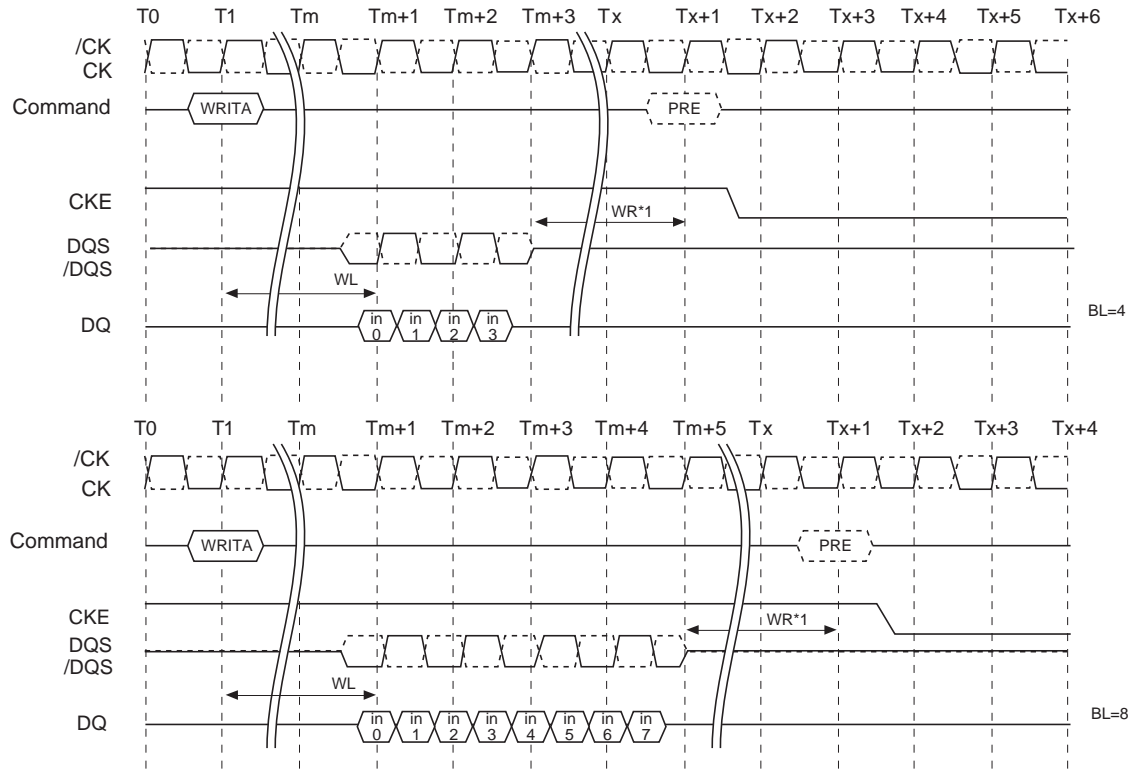 T0 T1 Tm Tm+1 Tm+2 Tm+3 Tx Tx+1 Tx+2 Tx+3 Tx+4 Tx+5 Tx+6
/CK
CK
Command WRITA PRE
CKE
WR*1
DQS
/DQS
WL
DQ in 0 in 1 in 2 in 3
BL=4
T0 T1 Tm Tm+1 Tm+2 Tm+3 Tm+4 Tm+5 Tx Tx+1 Tx+2 Tx+3 Tx+4
/CK
CK
Command WRITA PRE
CKE
WR*1
DQS
/DQS
WL
DQ in 0 in 1 in 2 in 3 in 4 in 5 in 6 in 7
BL=8